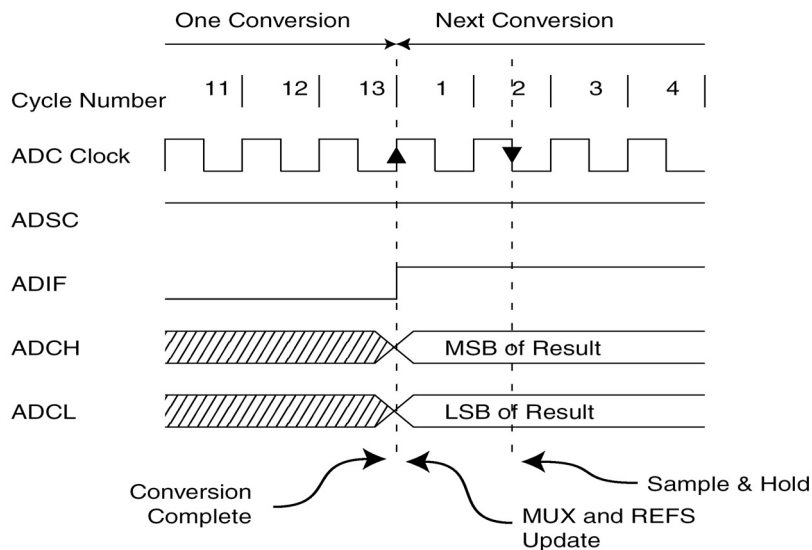 One Conversion Next Conversion
Cycle Number 11 12 13 1 2 3 4
ADC Clock
ADSC
ADIF
ADCH MSB of Result
ADCL LSB of Result
Conversion Complete
MUX and REFS Update
Sample & Hold